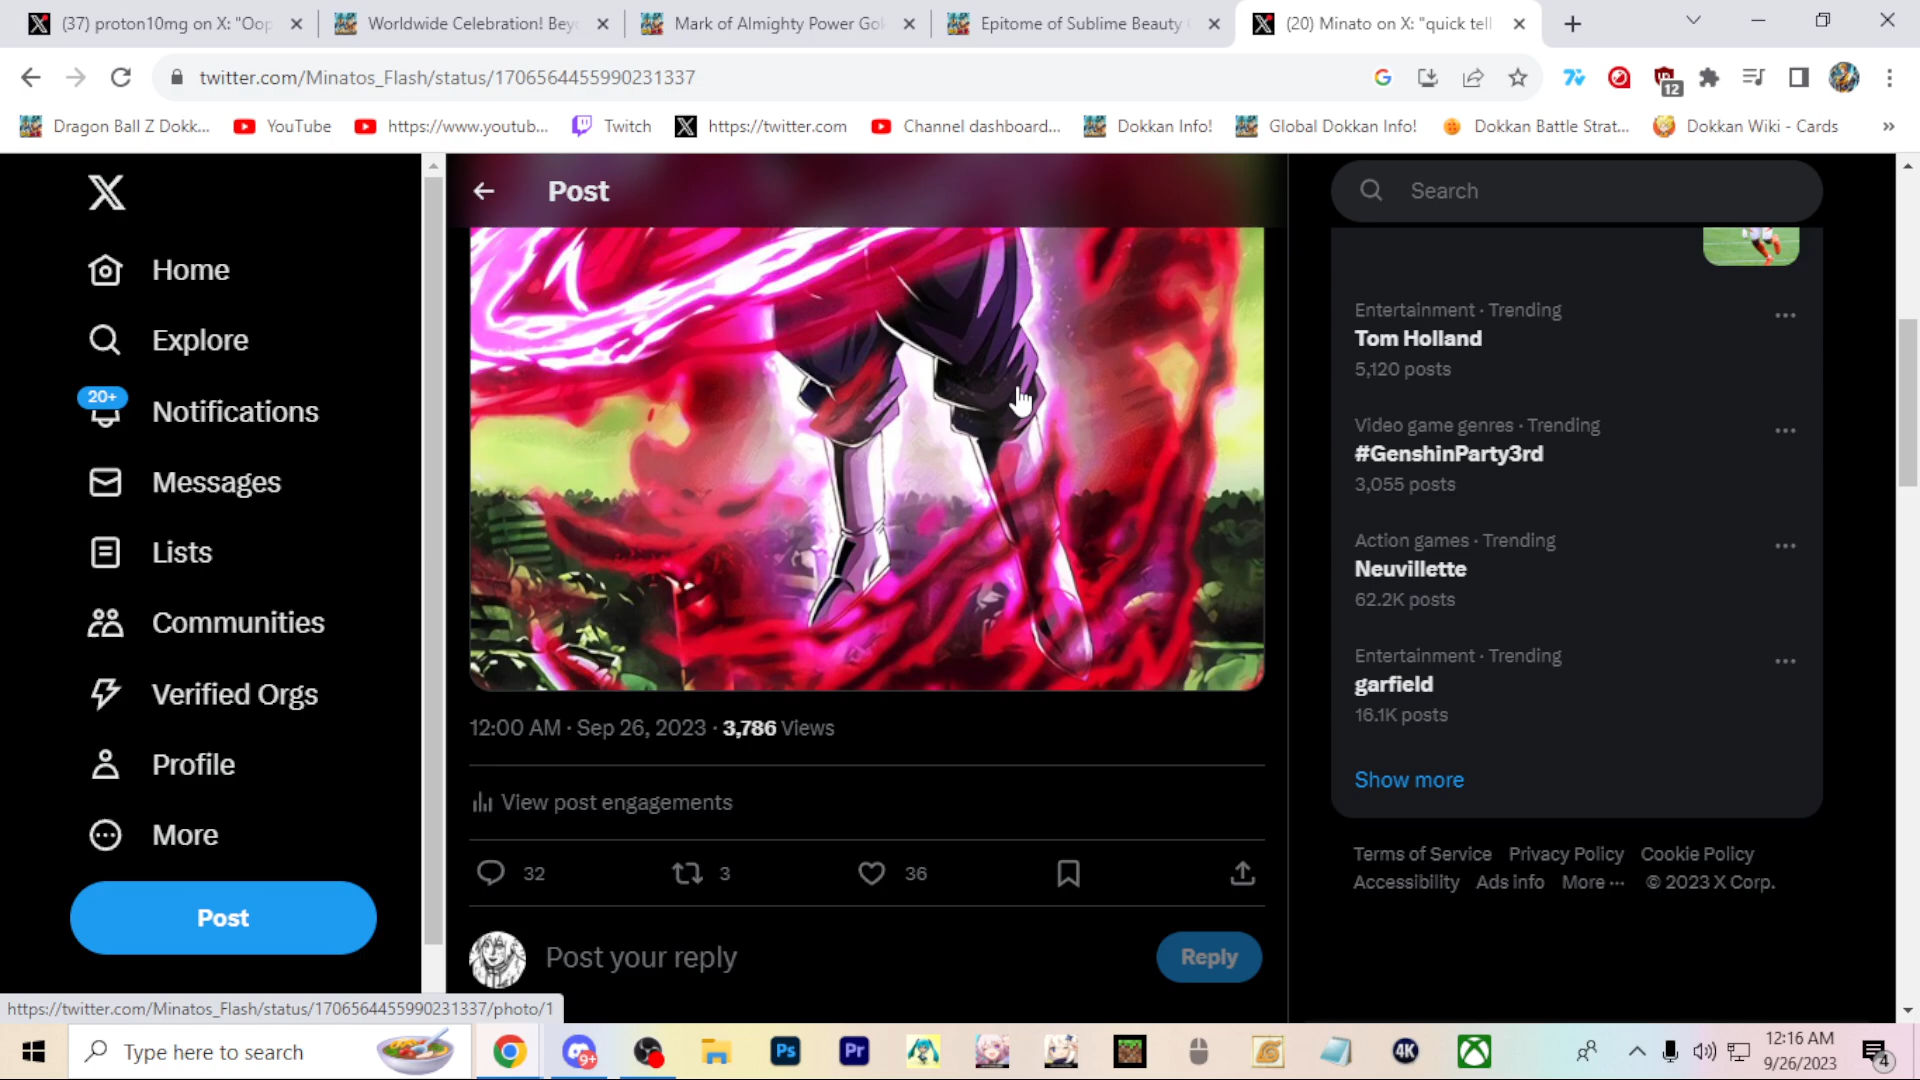 (37) proton10mg on X: "Oop
Worldwide Celebration! Bey
Mark of Almighty Power Go
Epitome of Sublime Beauty
(20) Minato on X: "quick tell
twitter.com/Minatos_Flash/status/1706564455990231337
12
Dragon Ball Z Dokk...
YouTube
https://www.youtub...
Twitch
https://twitter.com
Channel dashboard...
Dokkan Info!
Global Dokkan Info!
Dokkan Battle Strat...
Dokkan Wiki - Cards
»
Home
Explore
20+
Notifications
Messages
Lists
Communities
Verified Orgs
Profile
More
Post
Post
12:00 AM · Sep 26, 2023 · 3,786 Views
View post engagements
32
3
36
Post your reply
Reply
Search
Entertainment · Trending
Tom Holland
5,120 posts
Video game genres · Trending
#GenshinParty3rd
3,055 posts
Action games · Trending
Neuvillette
62.2K posts
Entertainment · Trending
garfield
16.1K posts
Show more
Terms of Service Privacy Policy Cookie Policy
Accessibility Ads info More ··· © 2023 X Corp.
https://twitter.com/Minatos_Flash/status/1706564455990231337/photo/1
Type here to search
9+
Ps
Pr
4K
12:16 AM
9/26/2023
4